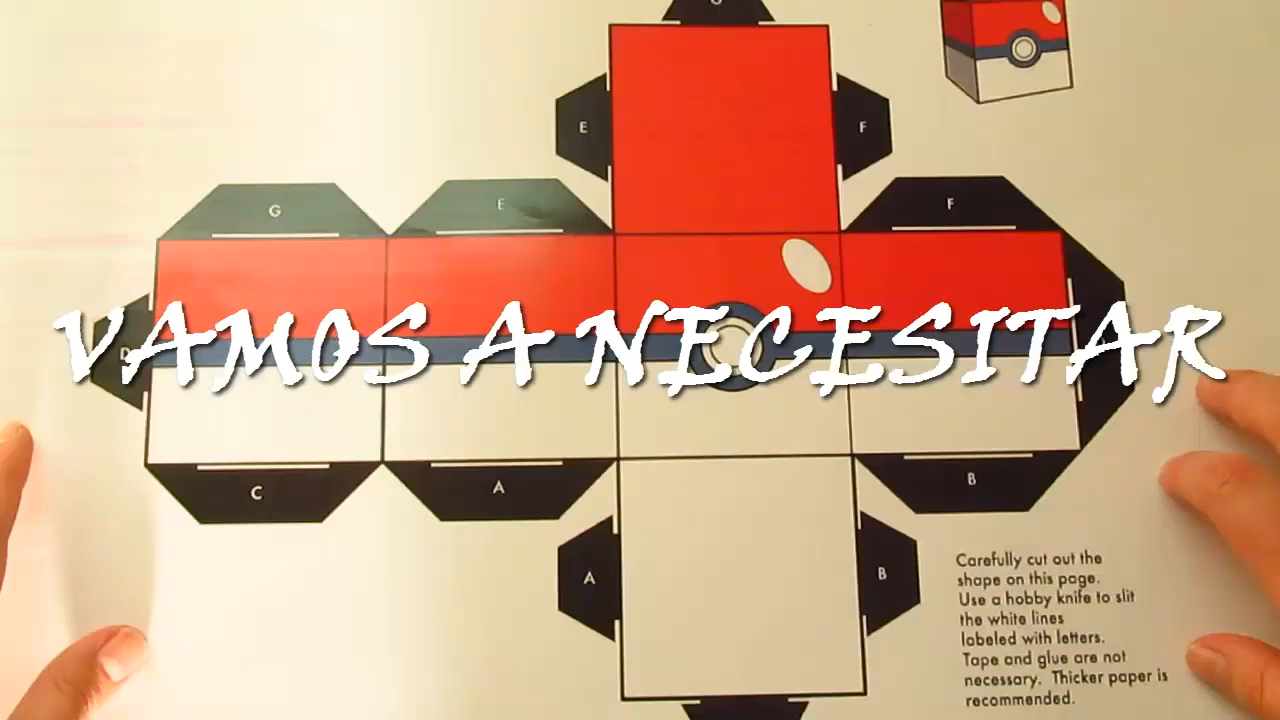 G
E
F
G
E
F
VAMOS A NECESITAR
D
C
A
B
A
B
Carefully cut out the
shape on this page.
Use a hobby knife to slit
the white lines
labeled with letters.
Tape and glue are not
necessary. Thicker paper is
recommended.